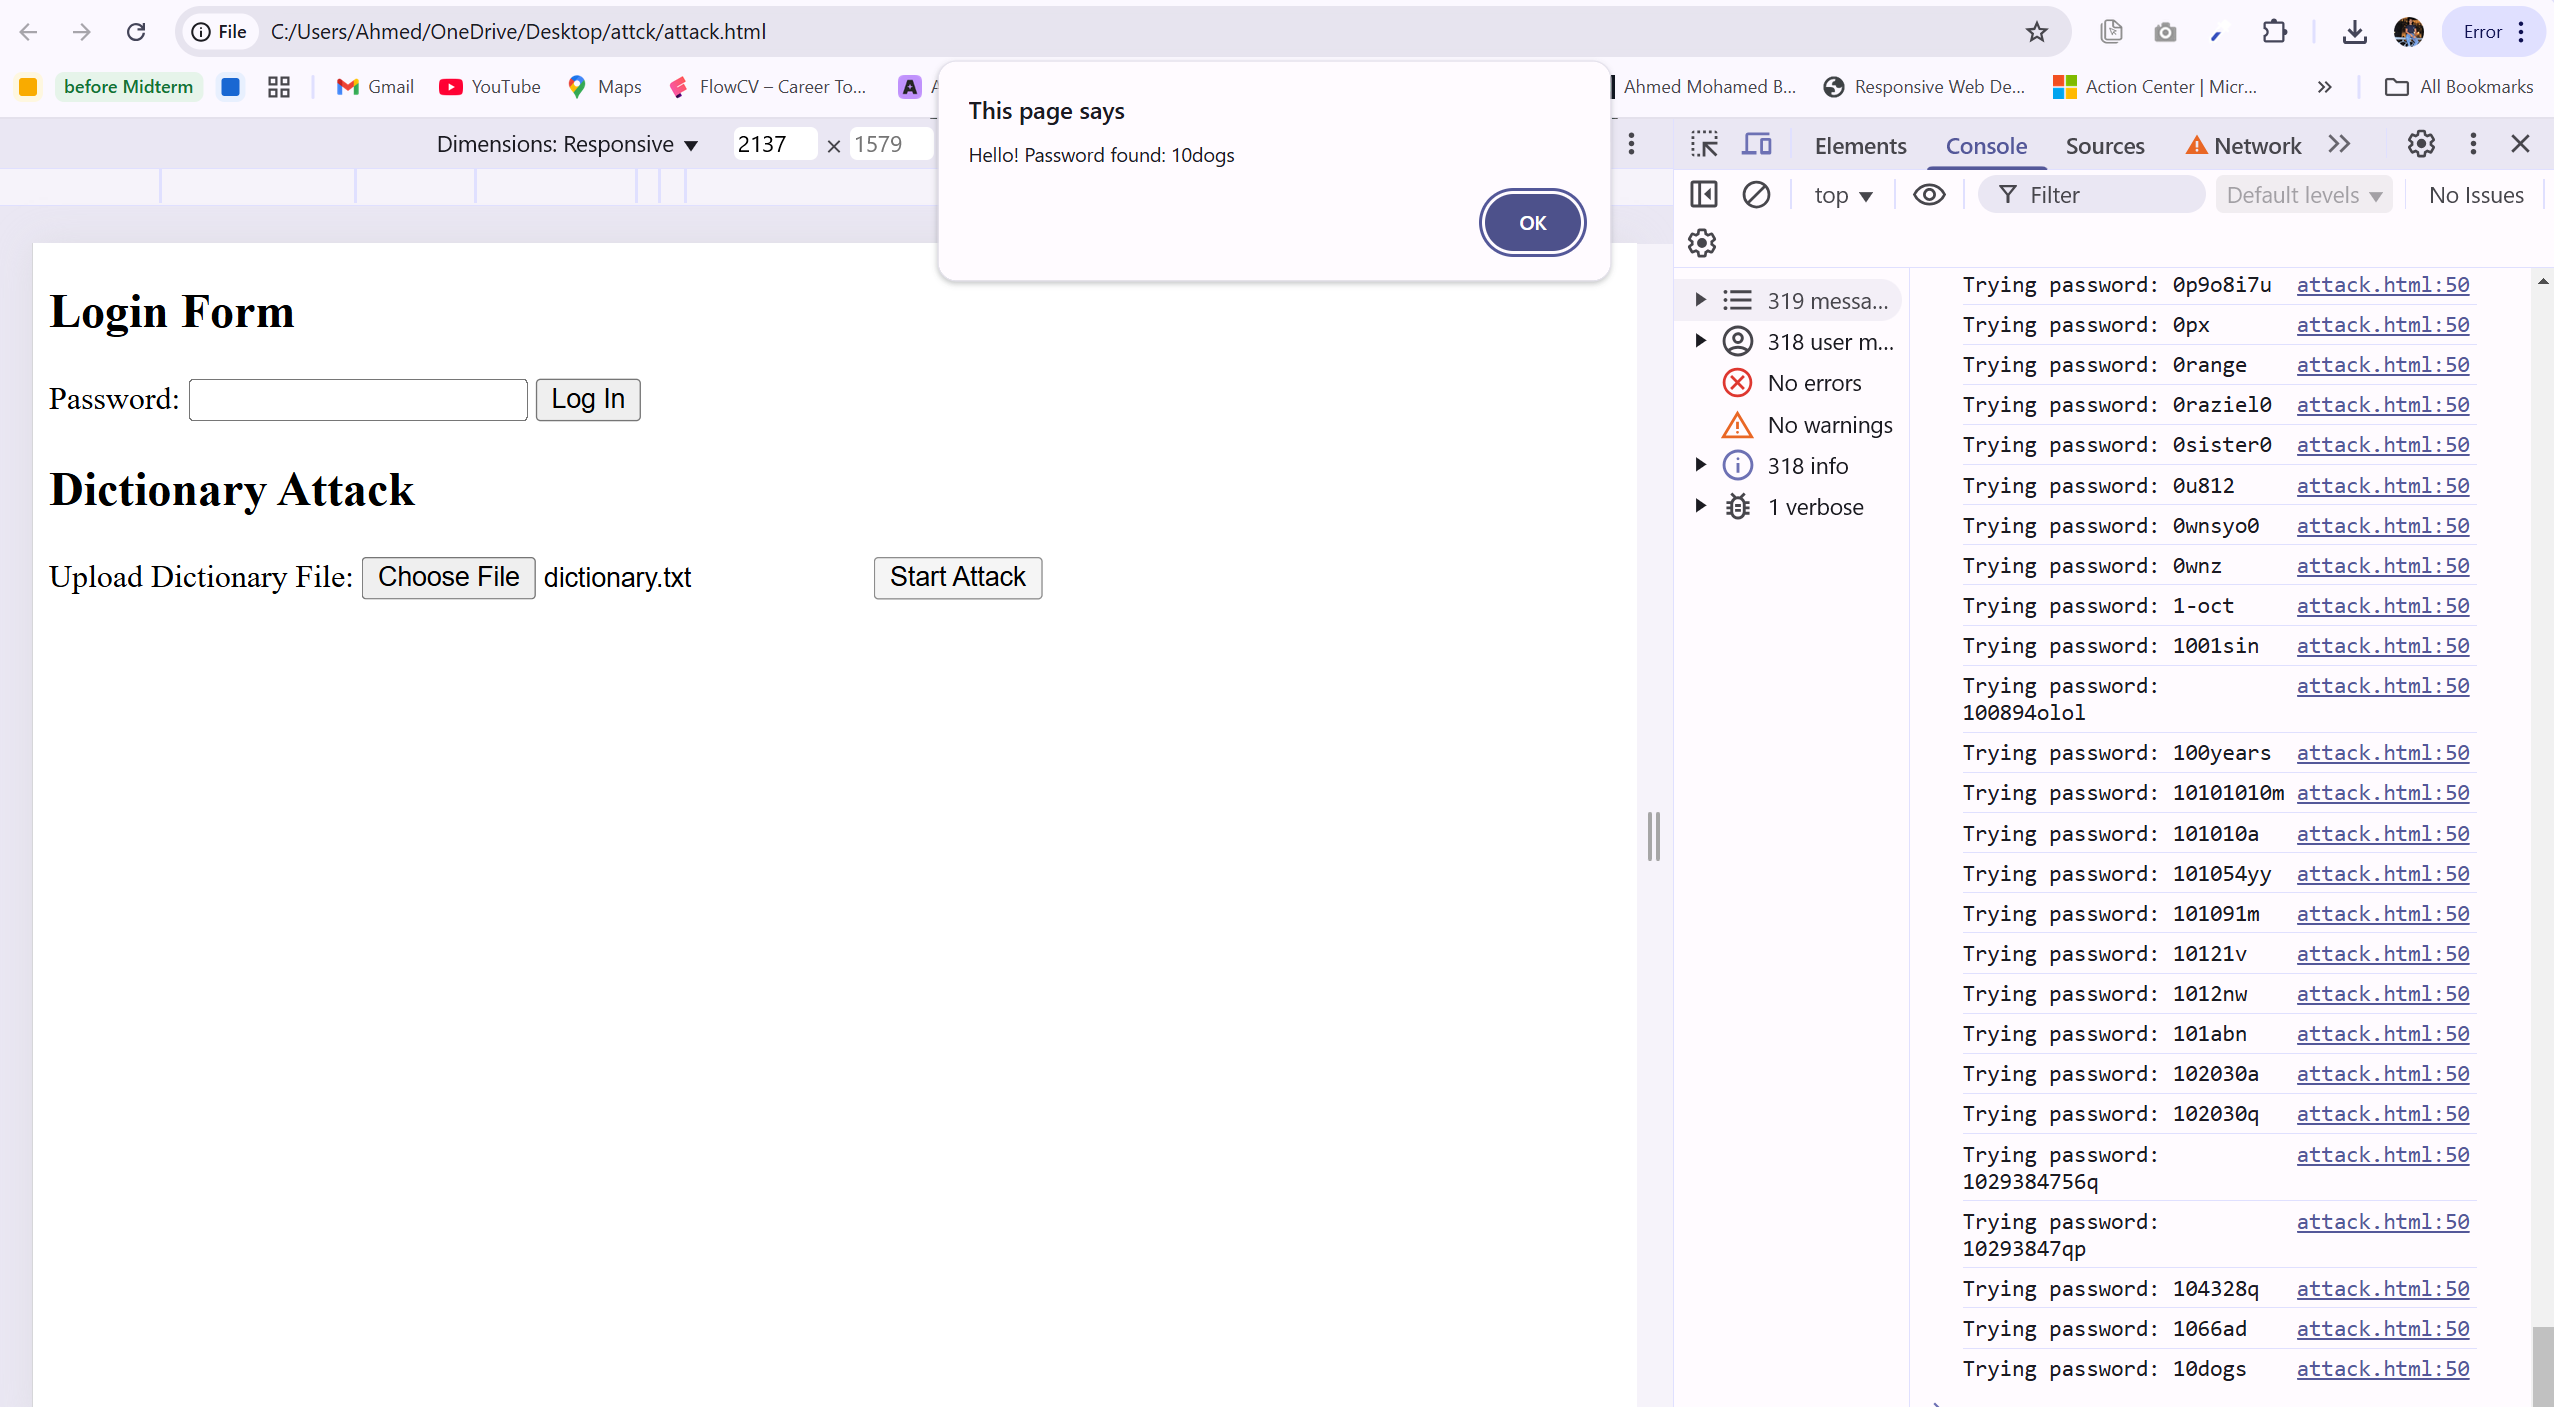 File C:/Users/Ahmed/OneDrive/Desktop/attck/attack.html Error
before Midterm Gmail YouTube Maps FlowCV – Career To... A Ahmed Mohamed B... Responsive Web De... Action Center | Micr... » All Bookmarks
This page says
Hello! Password found: 10dogs
OK
Dimensions: Responsive ▼ 2137 × 1579
Login Form
Password: Log In
Dictionary Attack
Upload Dictionary File: Choose File dictionary.txt Start Attack
Elements Console Sources Network »
top ▼ Filter Default levels ▼ No Issues
319 messa...
318 user m...
No errors
No warnings
318 info
1 verbose
Trying password: 0p9o8i7u attack.html:50
Trying password: 0px attack.html:50
Trying password: 0range attack.html:50
Trying password: 0raziel0 attack.html:50
Trying password: 0sister0 attack.html:50
Trying password: 0u812 attack.html:50
Trying password: 0wnsyo0 attack.html:50
Trying password: 0wnz attack.html:50
Trying password: 1-oct attack.html:50
Trying password: 1001sin attack.html:50
Trying password: attack.html:50
100894olol
Trying password: 100years attack.html:50
Trying password: 10101010m attack.html:50
Trying password: 101010a attack.html:50
Trying password: 101054yy attack.html:50
Trying password: 101091m attack.html:50
Trying password: 10121v attack.html:50
Trying password: 1012nw attack.html:50
Trying password: 101abn attack.html:50
Trying password: 102030a attack.html:50
Trying password: 102030q attack.html:50
Trying password: attack.html:50
1029384756q
Trying password: attack.html:50
10293847qp
Trying password: 104328q attack.html:50
Trying password: 1066ad attack.html:50
Trying password: 10dogs attack.html:50